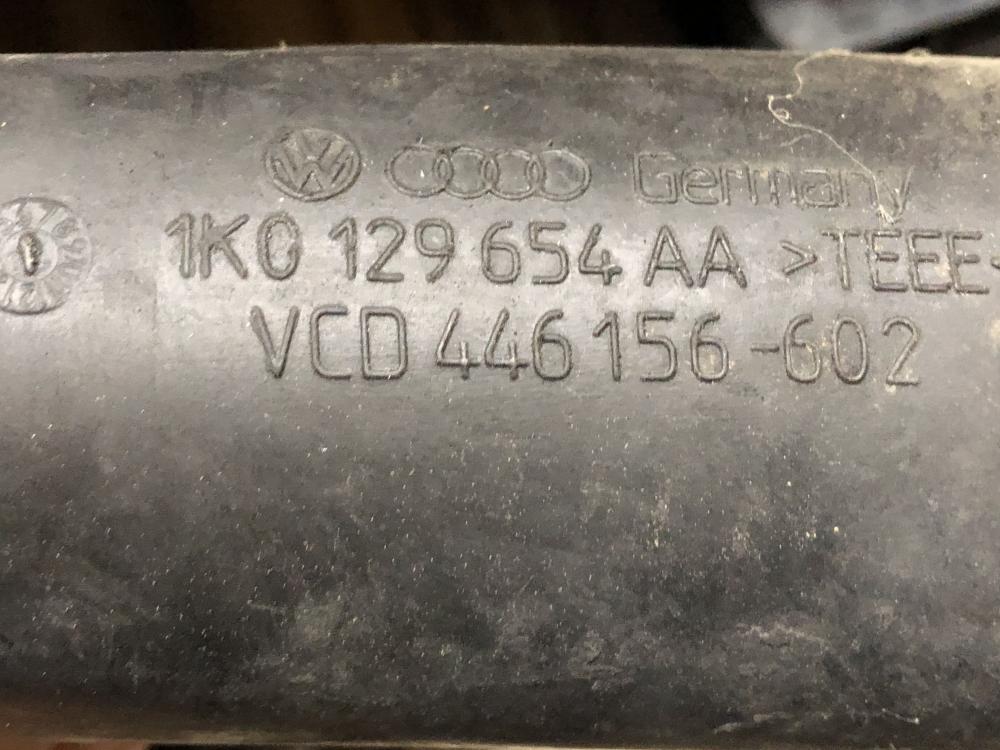 Germany
1K0 129 654 AA >TEEE<
VCD 446 156 -602